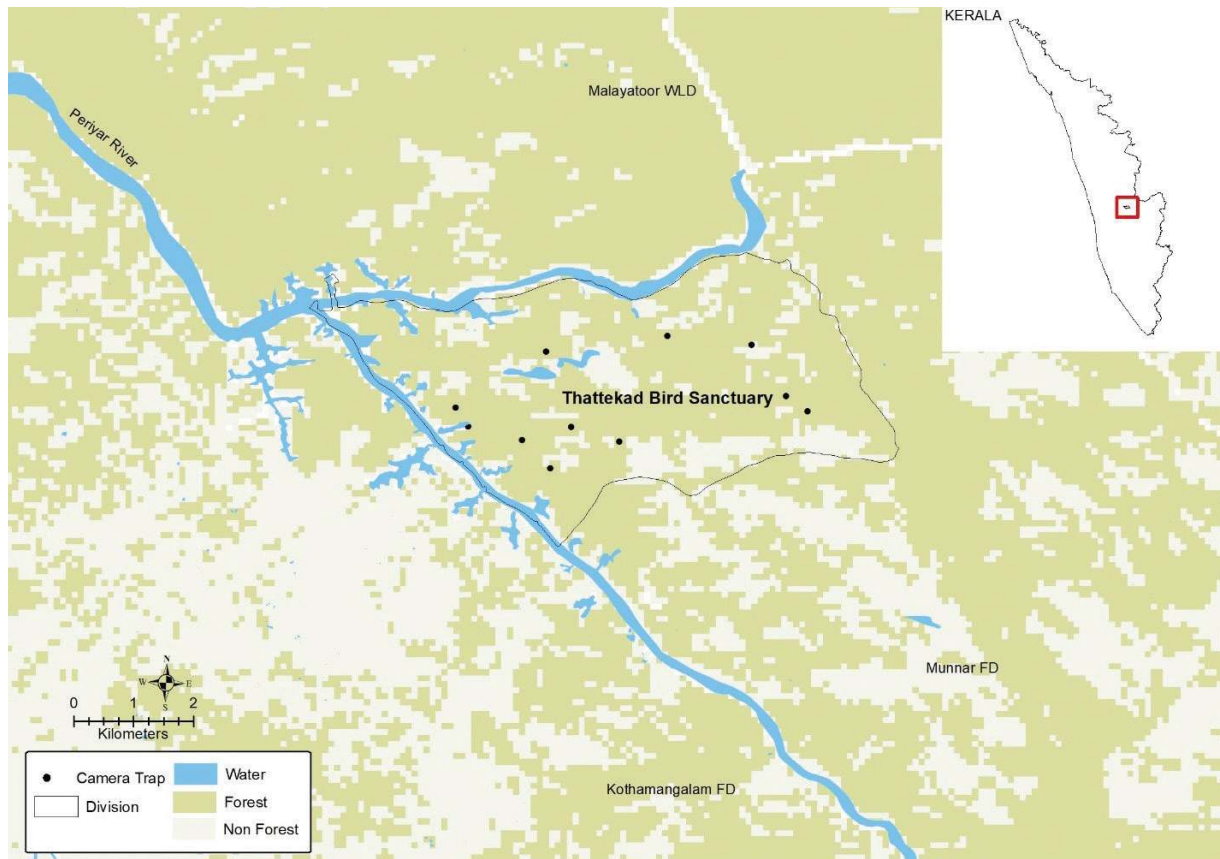 KERALA
Malayatoor WLD
Periyar River
Thattekad Bird Sanctuary
Munnar FD
Kothamangalam FD
N
W E
S
0 1 2
Kilometers
Camera Trap
Division
Water
Forest
Non Forest